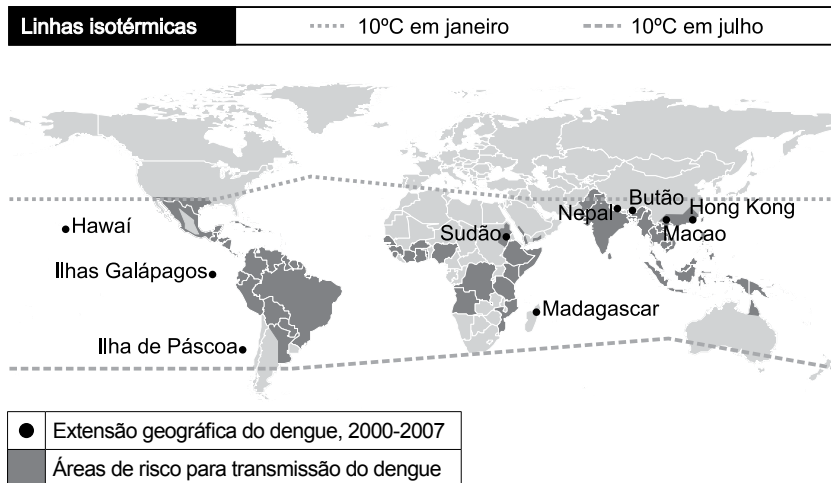 Linhas isotérmicas 10ºC em janeiro 10ºC em julho
Hawaí
Ilhas Galápagos
Ilha de Páscoa
Sudão
Madagascar
Nepal
Butão
Hong Kong
Macao
Extensão geográfica do dengue, 2000-2007
Áreas de risco para transmissão do dengue